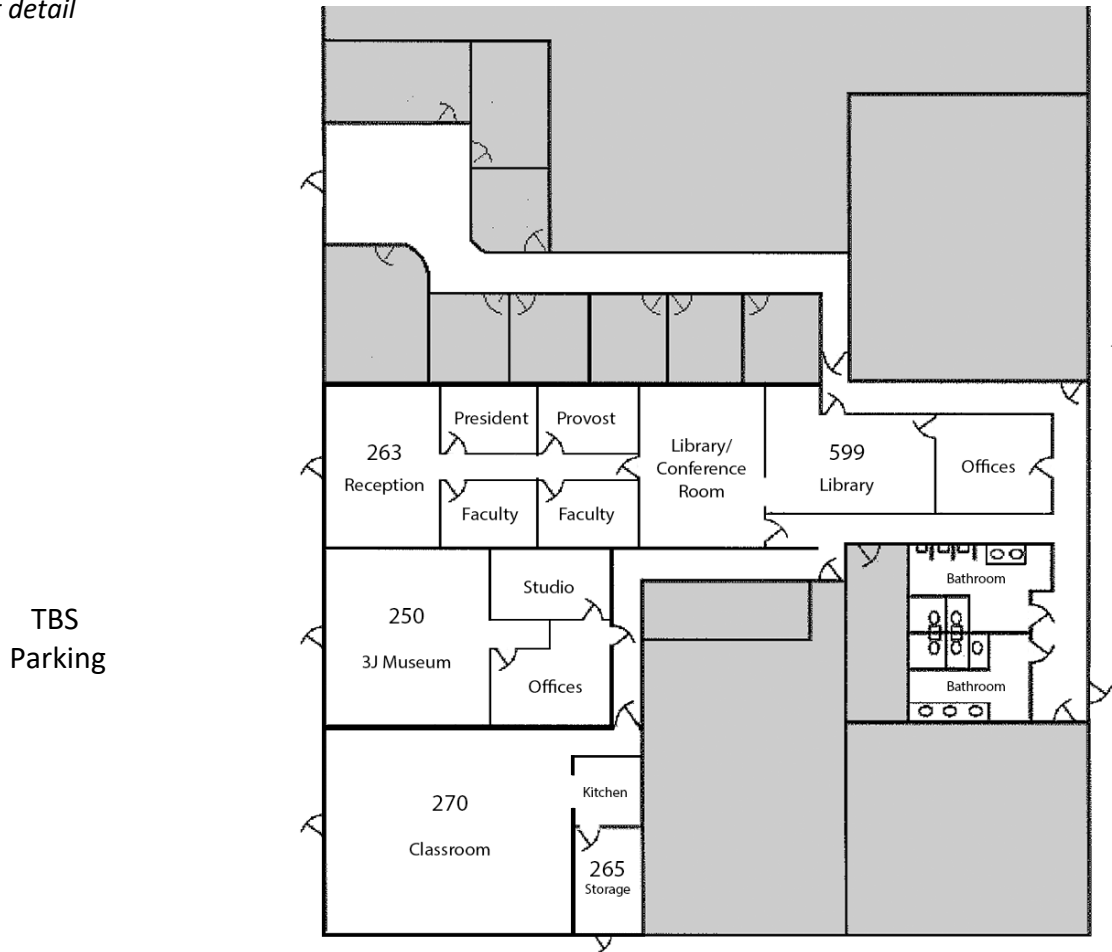 detail
President
Provost
263
Reception
Library/
Conference
Room
599
Library
Offices
Faculty
Faculty
Studio
Bathroom
TBS
Parking
250
3J Museum
Offices
Bathroom
270
Classroom
Kitchen
265
Storage